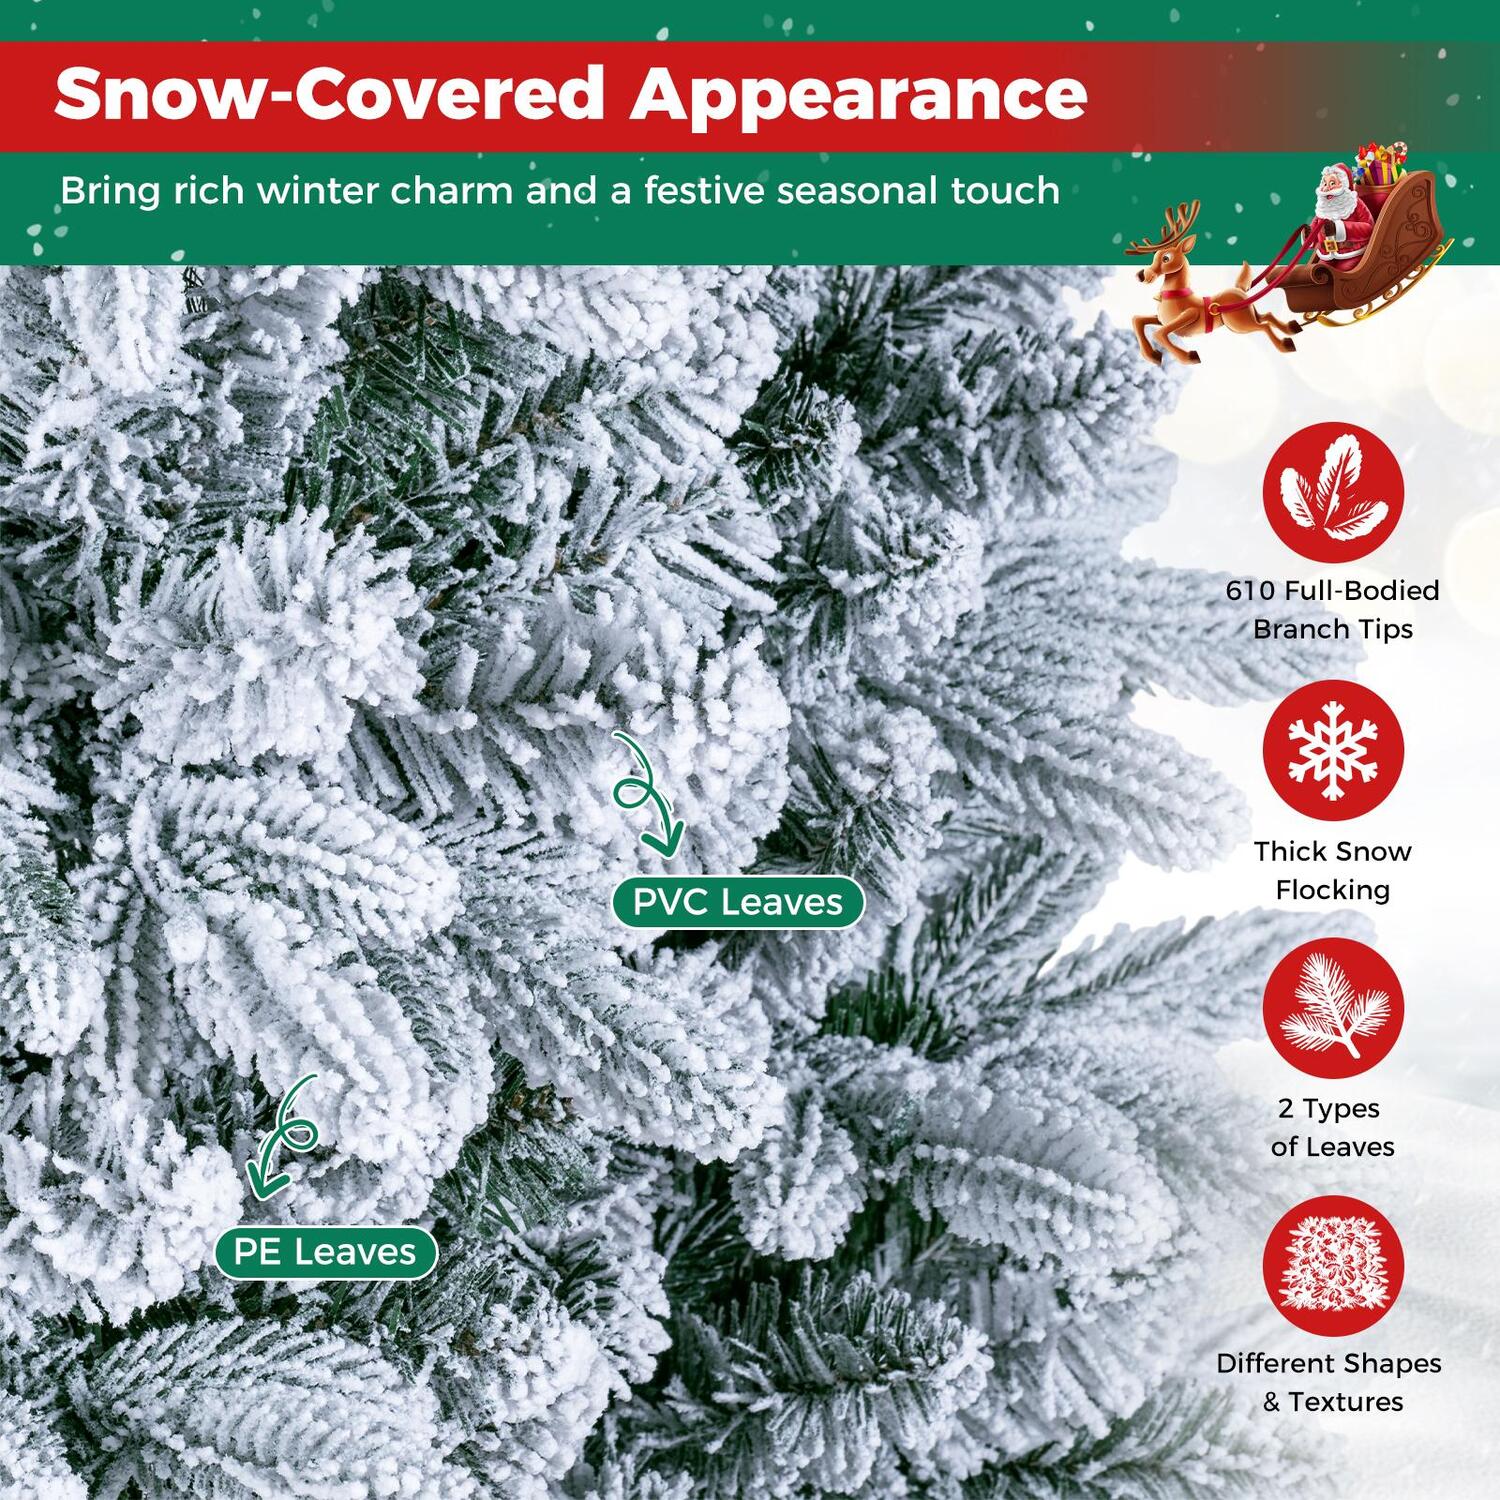 Snow-Covered Appearance
Bring rich winter charm and a festive seasonal touch
610 Full-Bodied
Branch Tips
Thick Snow
Flocking
PVC Leaves
2 Types
of Leaves
PE Leaves
Different Shapes
& Textures